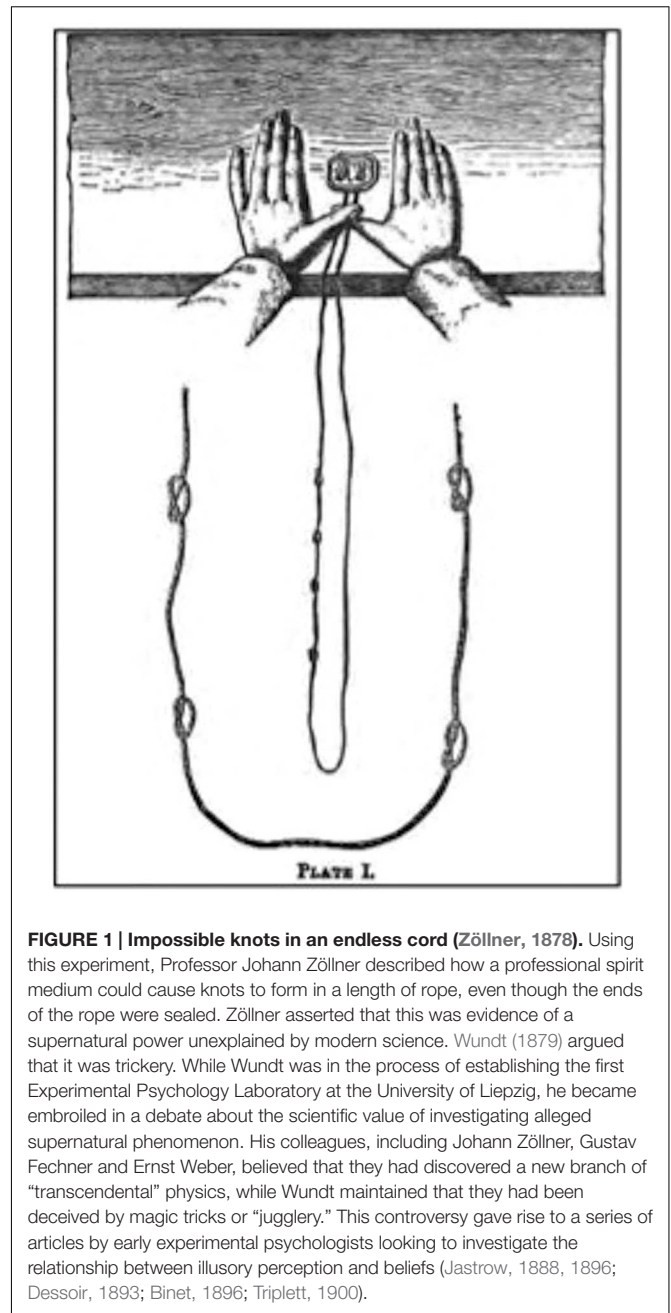 PLATE I.
FIGURE 1 | Impossible knots in an endless cord (Zöllner, 1878). Using
this experiment, Professor Johann Zöllner described how a professional spirit
medium could cause knots to form in a length of rope, even though the ends
of the rope were sealed. Zöllner asserted that this was evidence of a
supernatural power unexplained by modern science. Wundt (1879) argued
that it was trickery. While Wundt was in the process of establishing the first
Experimental Psychology Laboratory at the University of Liepzig, he became
embroiled in a debate about the scientific value of investigating alleged
supernatural phenomenon. His colleagues, including Johann Zöllner, Gustav
Fechner and Ernst Weber, believed that they had discovered a new branch of
“transcendental” physics, while Wundt maintained that they had been
deceived by magic tricks or “jugglery.” This controversy gave rise to a series of
articles by early experimental psychologists looking to investigate the
relationship between illusory perception and beliefs (Jastrow, 1888, 1896;
Dessoir, 1893; Binet, 1896; Triplett, 1900).